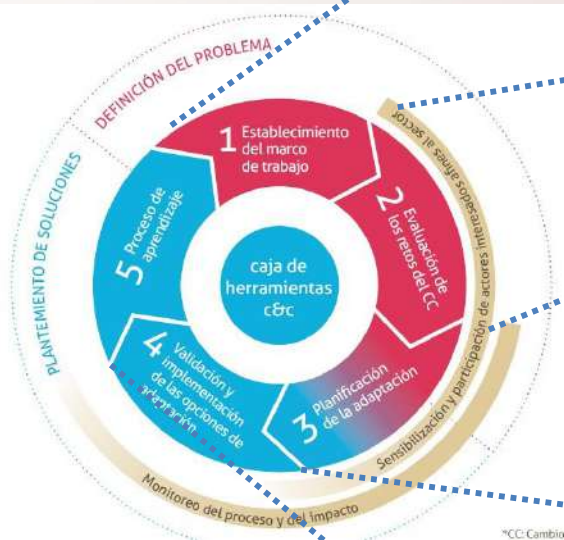 DEFINICIÓN DEL PROBLEMA
PLANTEMIENTO DE SOLUCIONES
1 Establecimiento
del marco
de trabajo
2 Evaluación de
los retos del CC
3 Planificación
de la adaptación
4 Validación y
implementación
de las opciones de
adaptación
5 Proceso de
aprendizaje
caja de
herramientas
c&c
Sensibilización y participación de actores interesados afines al sector
Monitoreo del proceso y del impacto
*CC: Cambio